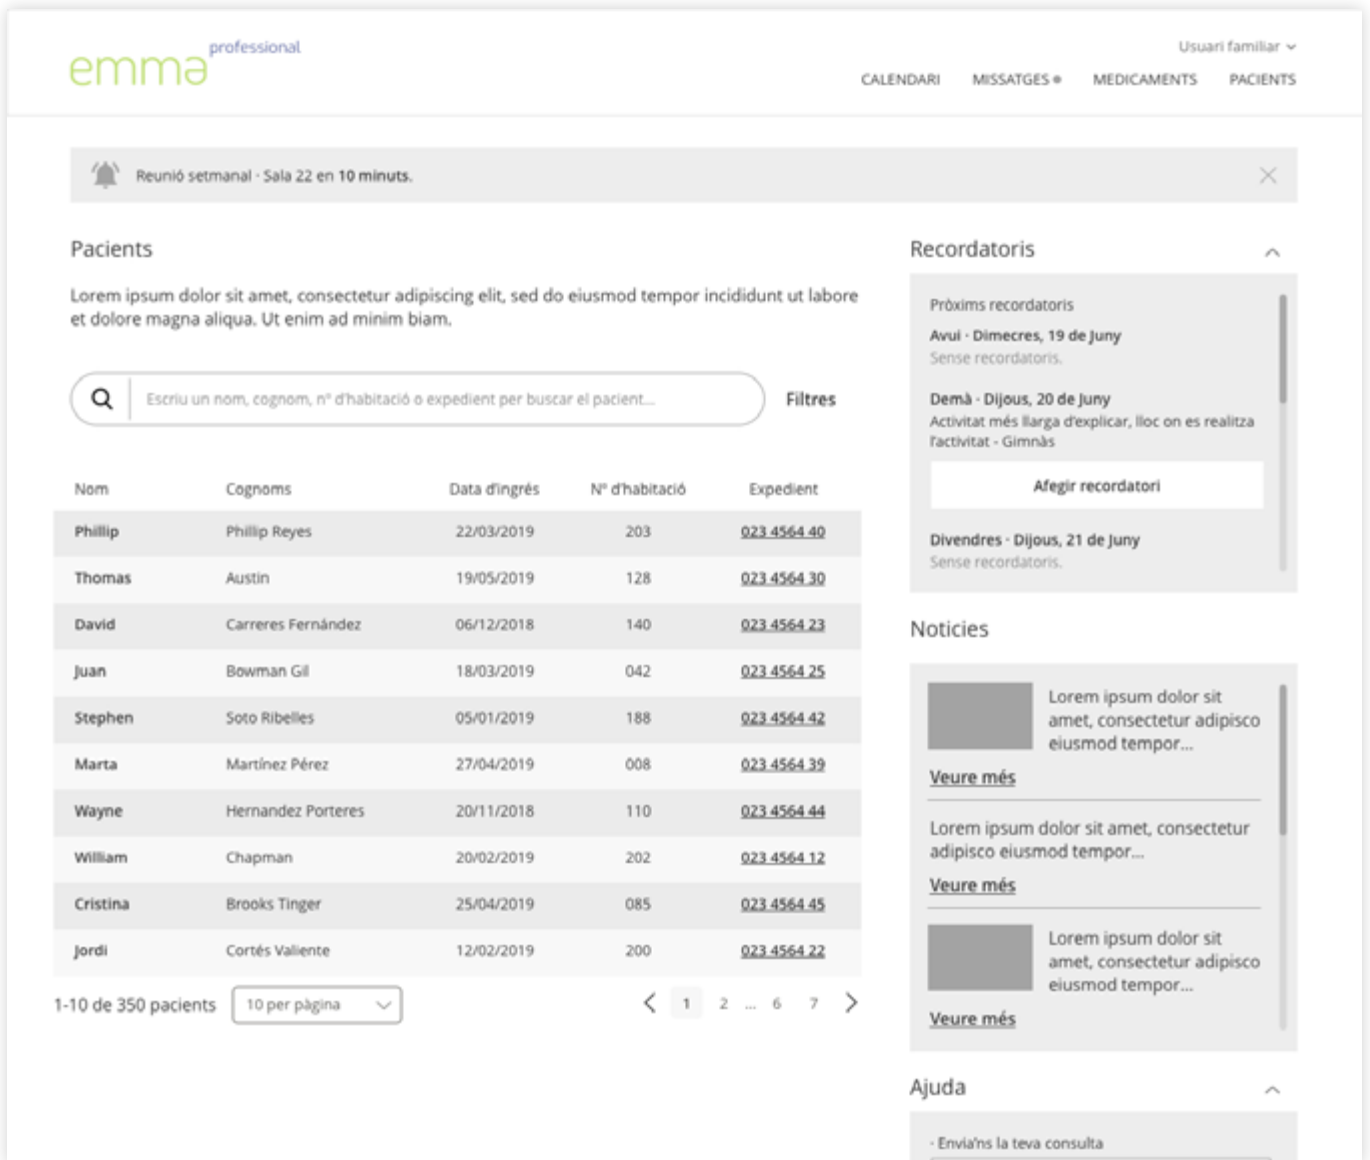 emma professional
Usuari familiar
CALENDARI MISSATGES MEDICAMENTS PACIENTS
Reunió setmanal · Sala 22 en 10 minuts.
Pacients
Lorem ipsum dolor sit amet, consectetur adipiscing elit, sed do eiusmod tempor incididunt ut labore
et dolore magna aliqua. Ut enim ad minim biam.
Escriu un nom, cognom, nº d'habitació o expedient per buscar el pacient...
Filtres
Nom Cognoms Data d'ingrés Nº d'habitació Expedient
Phillip Phillip Reyes 22/03/2019 203 023 4564 40
Thomas Austin 19/05/2019 128 023 4564 30
David Carreres Fernández 06/12/2018 140 023 4564 23
Juan Bowman Gil 18/03/2019 042 023 4564 25
Stephen Soto Ribelles 05/01/2019 188 023 4564 42
Marta Martínez Pérez 27/04/2019 008 023 4564 39
Wayne Hernandez Porteres 20/11/2018 110 023 4564 44
William Chapman 20/02/2019 202 023 4564 12
Cristina Brooks Tinger 25/04/2019 085 023 4564 45
Jordi Cortés Valiente 12/02/2019 200 023 4564 22
1-10 de 350 pacients 10 per pàgina 1 2 ... 6 7
Recordatoris
Pròxims recordatoris
Avui · Dimecres, 19 de Juny
Sense recordatoris.
Demà · Dijous, 20 de Juny
Activitat més llarga d'explicar, lloc on es realitza
l'activitat - Gimnàs
Afegir recordatori
Divendres · Dijous, 21 de Juny
Sense recordatoris.
Noticies
Lorem ipsum dolor sit
amet, consectetur adipisco
eiusmod tempor...
Veure més
Lorem ipsum dolor sit amet, consectetur
adipisco eiusmod tempor...
Veure més
Lorem ipsum dolor sit
amet, consectetur adipisco
eiusmod tempor...
Veure més
Ajuda
· Envia'ns la teva consulta